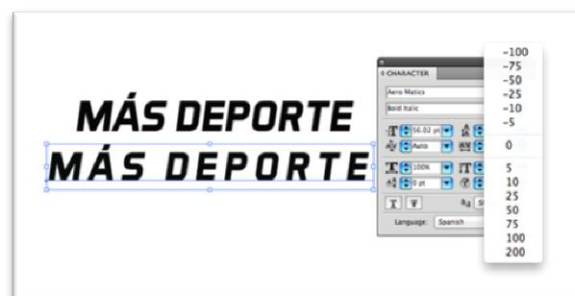 MÁS DEPORTE
MÁS DEPORTE
CHARACTER
Aero Matics
Bold Italic
56.02 pt
Auto
100%
0 pt
Language: Spanish
-100
-75
-50
-25
-10
-5
0
5
10
25
50
75
100
200